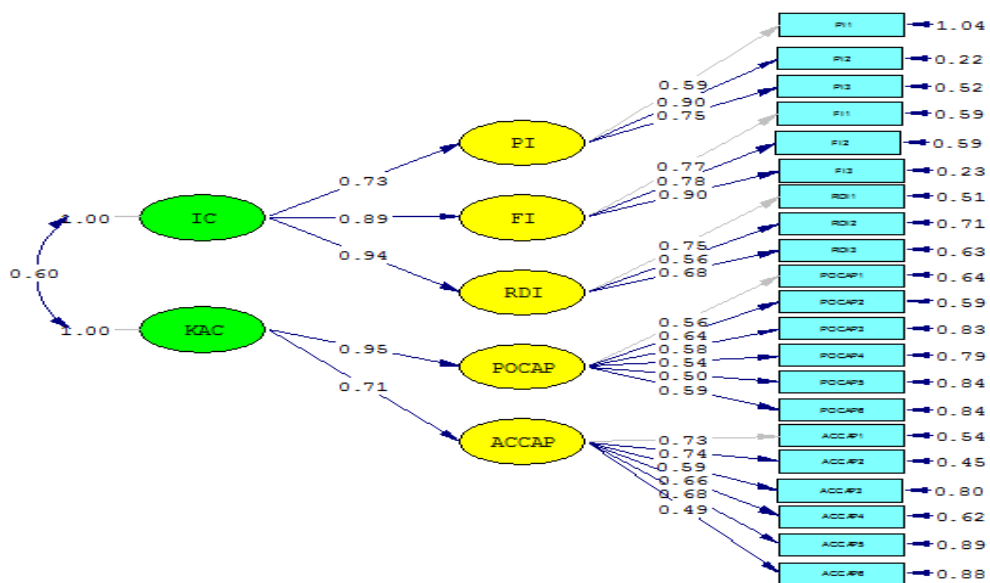 PI1 1.04
PI2 0.22
0.59
0.90
0.75
PI3 0.52
FI1 0.59
PI
FI2 0.59
0.77
0.78
0.90
FI3 0.23
0.73
RDI1 0.51
1.00 IC
0.89
FI
RDI2 0.71
0.94
0.75
0.56
0.68
RDI3 0.63
0.60
RDI
POCAP1 0.64
POCAP2 0.59
1.00 KAC
0.56
0.64
0.58
0.54
0.50
0.59
POCAP3 0.83
0.95
POCAP
POCAP4 0.79
0.71
POCAP5 0.84
POCAP6 0.84
ACCAP
0.73
0.74
0.59
0.66
0.68
0.49
ACCAP1 0.54
ACCAP2 0.45
ACCAP3 0.80
ACCAP4 0.62
ACCAP5 0.89
ACCAP6 0.88